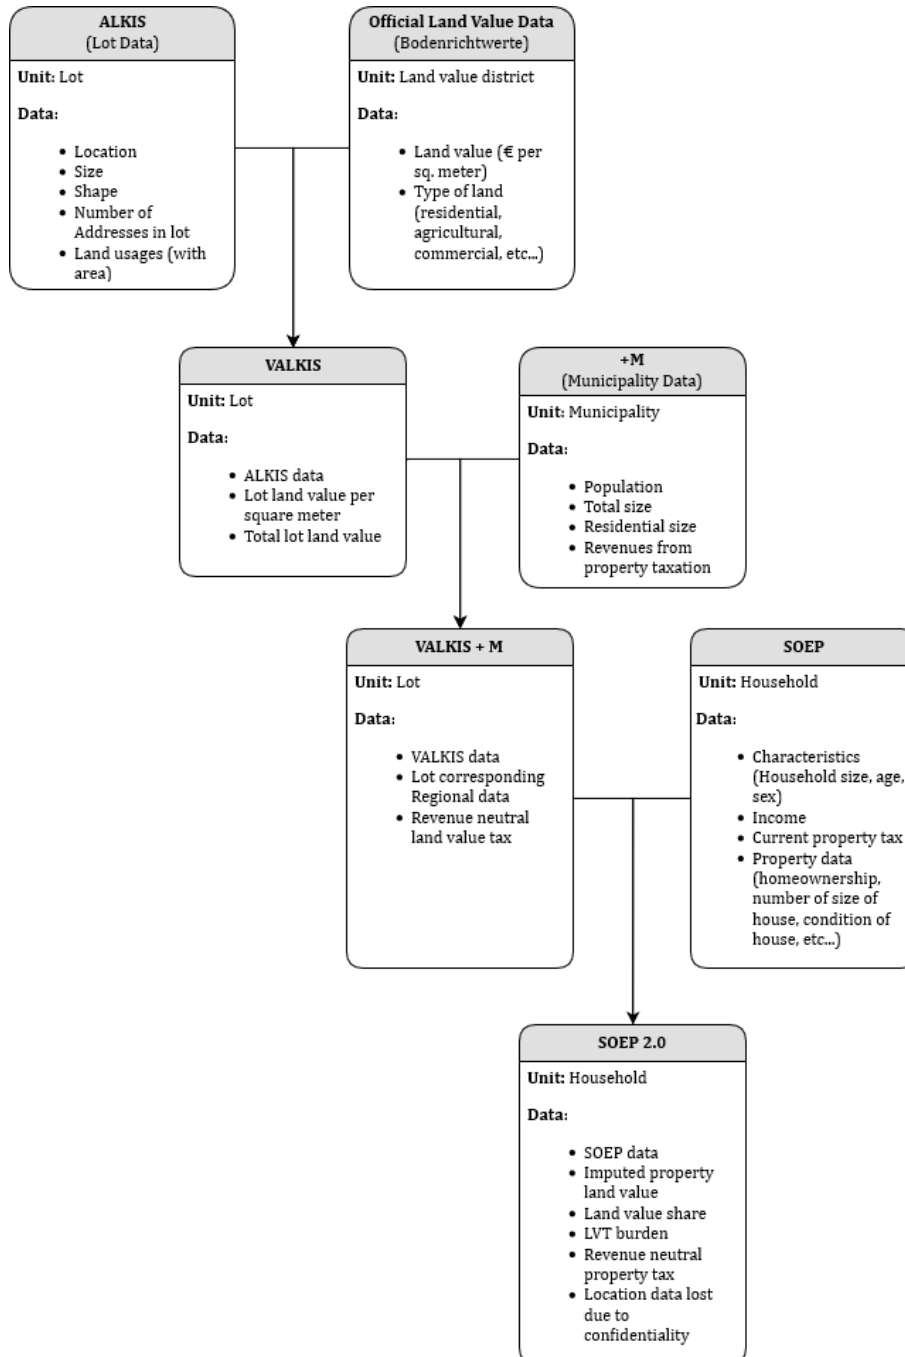 ALKIS
(Lot Data)
Unit: Lot
Data:
• Location
• Size
• Shape
• Number of
Addresses in lot
• Land usages (with
area)
Official Land Value Data
(Bodenrichtwerte)
Unit: Land value district
Data:
• Land value (€ per
sq. meter)
• Type of land
(residential,
agricultural,
commercial, etc...)
VALKIS
Unit: Lot
Data:
• ALKIS data
• Lot land value per
square meter
• Total lot land value
+M
(Municipality Data)
Unit: Municipality
Data:
• Population
• Total size
• Residential size
• Revenues from
property taxation
VALKIS + M
Unit: Lot
Data:
• VALKIS data
• Lot corresponding
Regional data
• Revenue neutral
land value tax
SOEP
Unit: Household
Data:
• Characteristics
(Household size, age,
sex)
• Income
• Current property tax
• Property data
(homeownership,
number of size of
house, condition of
house, etc...)
SOEP 2.0
Unit: Household
Data:
• SOEP data
• Imputed property
land value
• Land value share
• LVT burden
• Revenue neutral
property tax
• Location data lost
due to
confidentiality